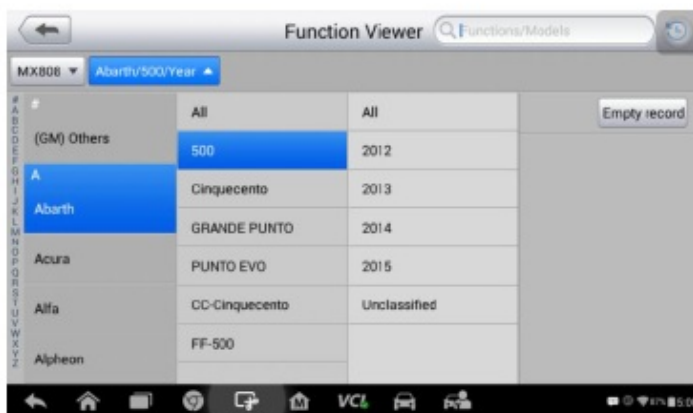 Function Viewer
Functions/Models
MX808
Abarth/500/Year
#
A
B
C
D
E
F
G
H
I
J
K
L
M
N
O
P
Q
R
S
T
U
V
W
X
Y
Z
#
(GM) Others
A
Abarth
Acura
Alfa
Alpheon
All
500
Cinquecento
GRANDE PUNTO
PUNTO EVO
CC-Cinquecento
FF-500
All
2012
2013
2014
2015
Unclassified
Empty record
M
VCI